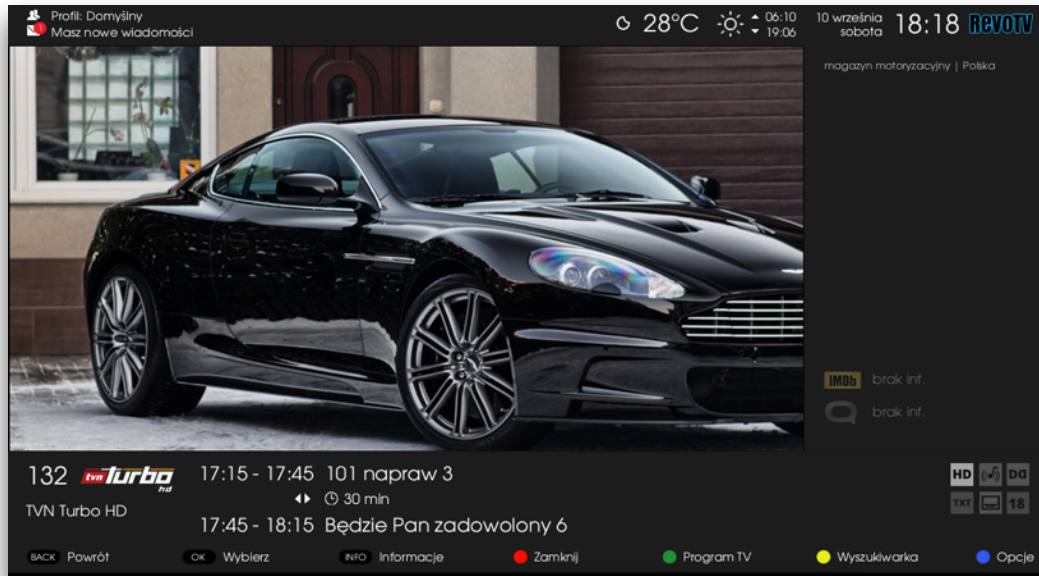 Profil: Domyślny
Masz nowe wiadomości
1
28°C
06:10
19:06
10 września
sobota
18:18
REVOTV
magazyn motoryzacyjny | Polska
IMDb brak inf.
brak inf.
132 tvn turbo hd
TVN Turbo HD
17:15 - 17:45 101 napraw 3
30 min
17:45 - 18:15 Będzie Pan zadowolony 6
HD DD
TXT 18
BACK Powrót OK Wybierz INFO Informacje Zamknij Program TV Wyszukiwarka Opcje